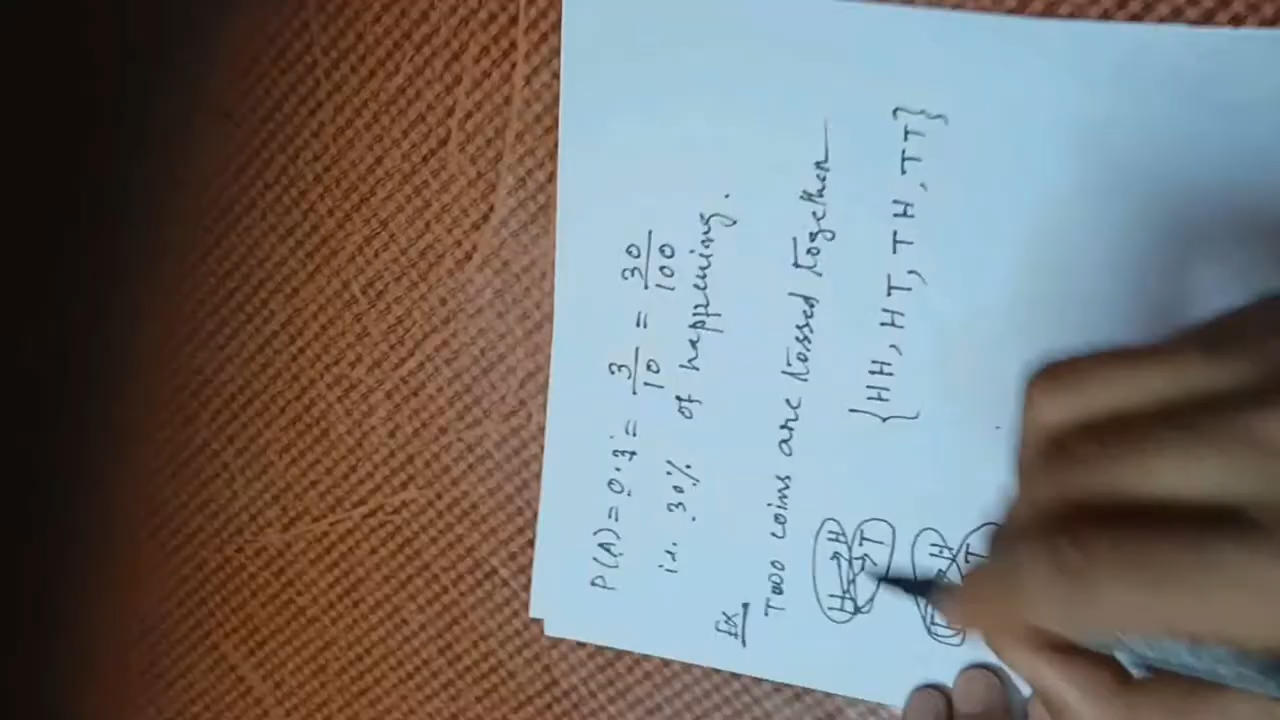 P(A) = 0.3 = 3/10 = 30/100
i.e. 30% of happening.
Ex
Two coins are tossed together
H → H
→ T
{HH, HT, TH, TT}
T → H
T